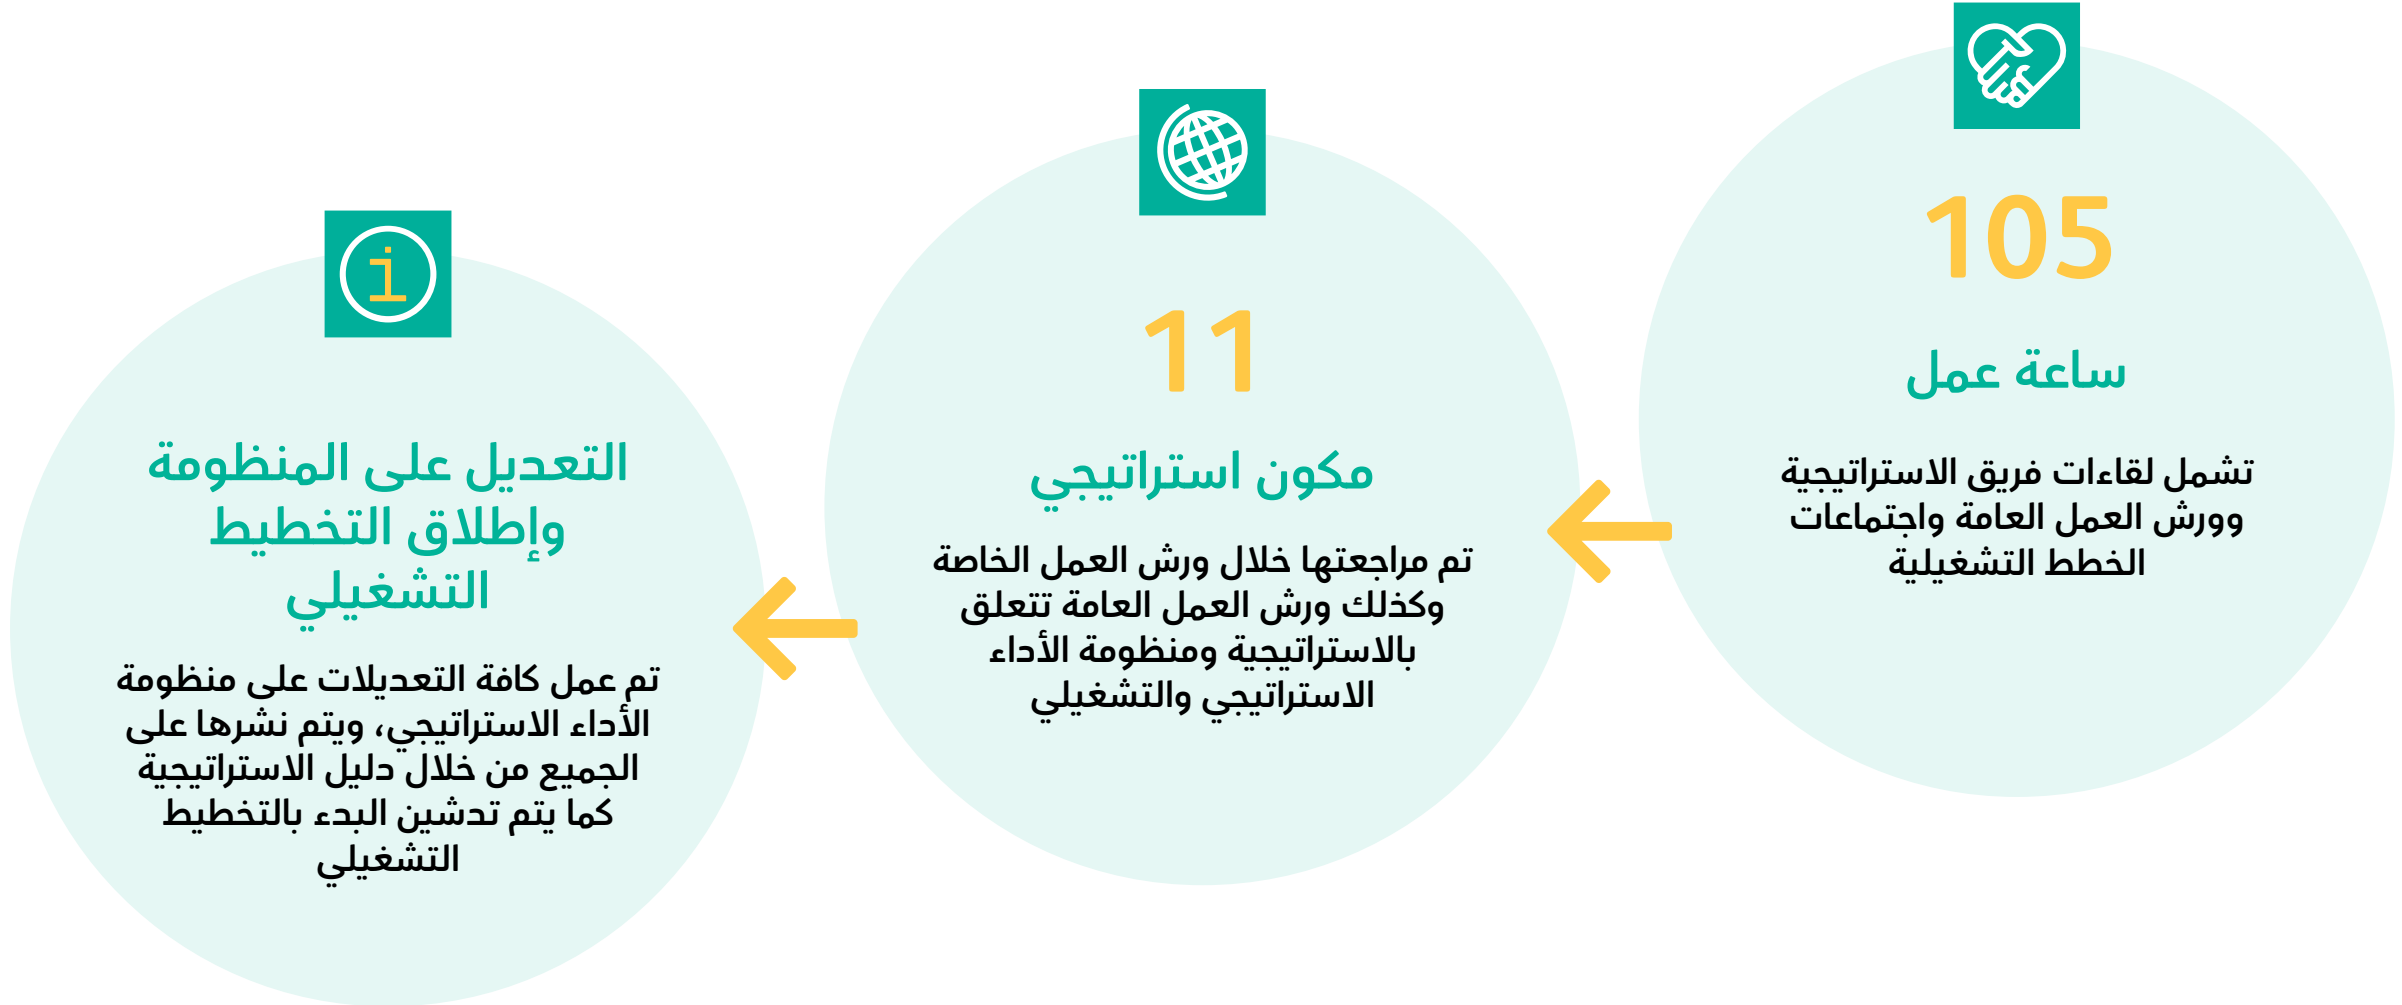 105
ساعة عمل
تشمل لقاءات فريق الاستراتيجية
وورش العمل العامة واجتماعات
الخطط التشغيلية
11
مكون استراتيجي
تم مراجعتها خلال ورش العمل الخاصة
وكذلك ورش العمل العامة تتعلق
بالاستراتيجية ومنظومة الأداء
الاستراتيجي والتشغيلي
i
التعديل على المنظومة
وإطلاق التخطيط
التشغيلي
تم عمل كافة التعديلات على منظومة
الأداء الاستراتيجي، ويتم نشرها على
الجميع من خلال دليل الاستراتيجية
كما يتم تدشين البدء بالتخطيط
التشغيلي